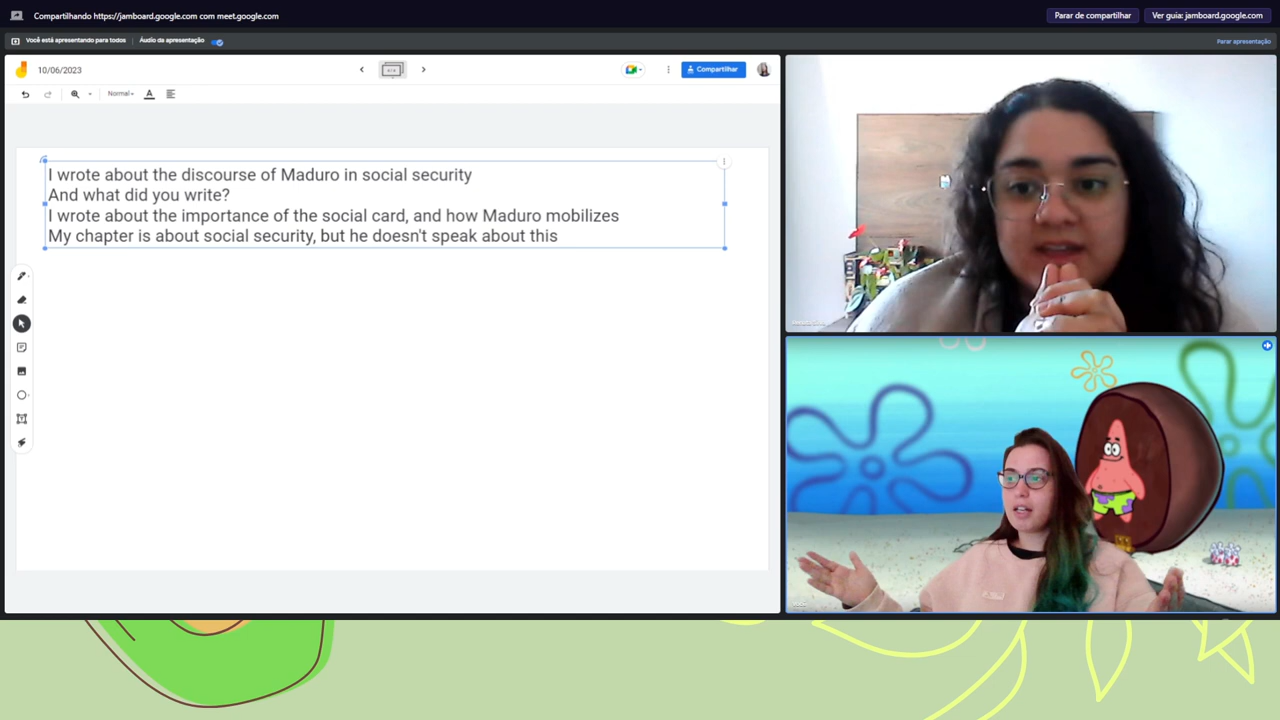 Compartilhando https://jamboard.google.com com meet.google.com
Parar de compartilhar
Ver guia: jamboard.google.com
Você está apresentando para todos
Áudio da apresentação
Parar apresentação
10/06/2023
Compartilhar
Normal
I wrote about the discourse of Maduro in social security
And what did you write?
I wrote about the importance of the social card, and how Maduro mobilizes
My chapter is about social security, but he doesn't speak about this